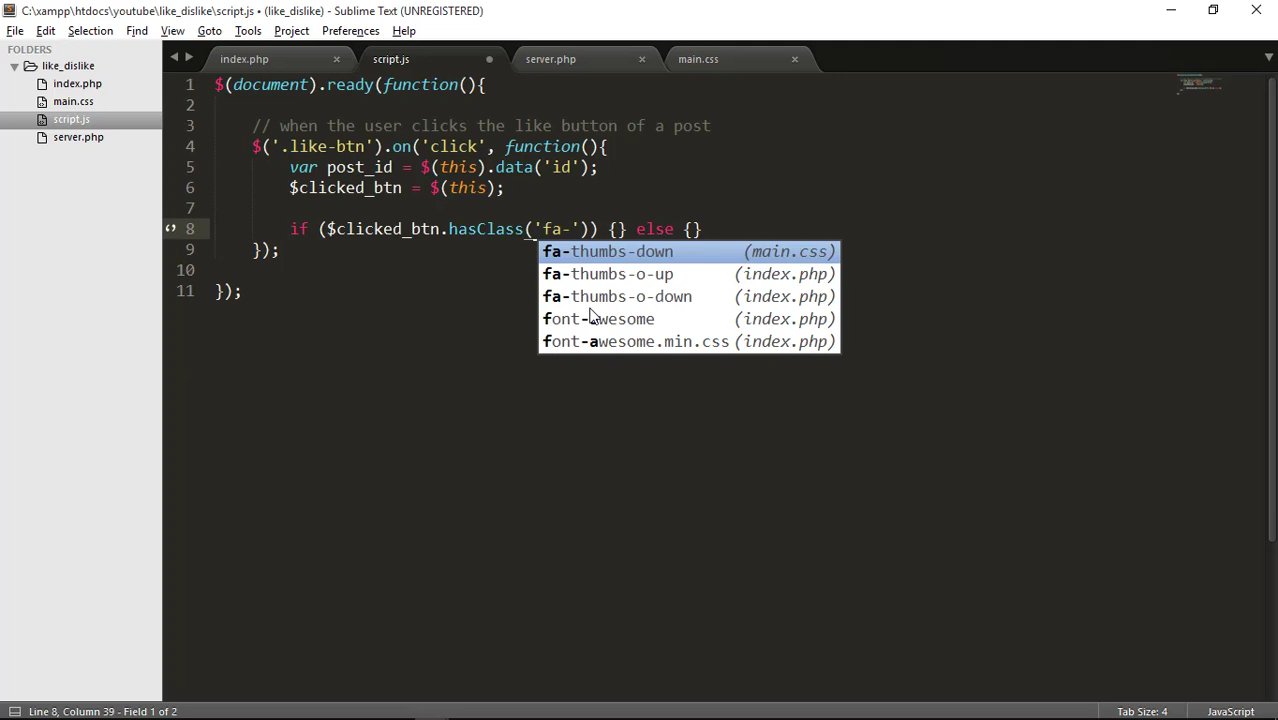 C:\xampp\htdocs\youtube\like_dislike\script.js • (like_dislike) - Sublime Text (UNREGISTERED)
File Edit Selection Find View Goto Tools Project Preferences Help
FOLDERS
like_dislike
index.php
main.css
script.js
server.php
index.php script.js server.php main.css
1 $(document).ready(function(){
2
3 // when the user clicks the like button of a post
4 $('.like-btn').on('click', function(){
5 var post_id = $(this).data('id');
6 $clicked_btn = $(this);
7
8 if ($clicked_btn.hasClass('fa-')) {} else {}
9 });
10
11 });
fa-thumbs-down (main.css)
fa-thumbs-o-up (index.php)
fa-thumbs-o-down (index.php)
font-awesome (index.php)
font-awesome.min.css (index.php)
Line 8, Column 39 - Field 1 of 2 Tab Size: 4 JavaScript